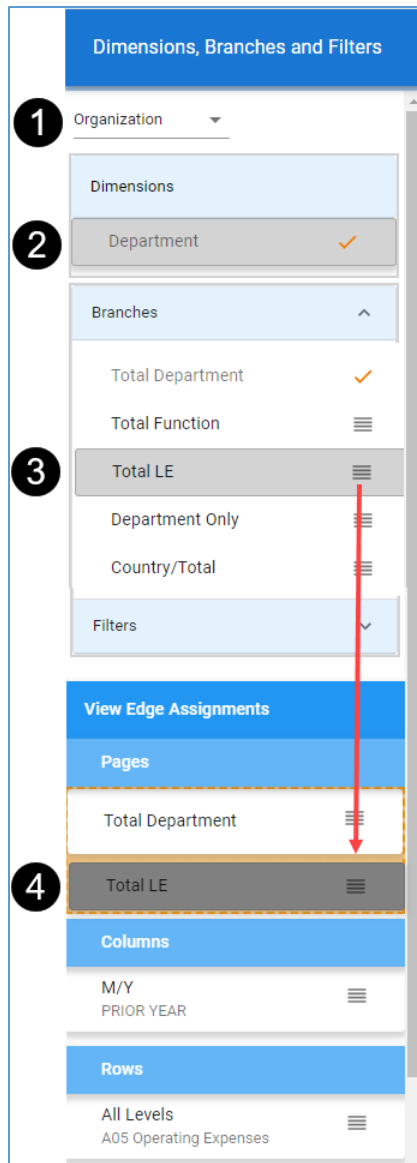 Dimensions, Branches and Filters
1
Organization
Dimensions
2
Department
Branches
Total Department
Total Function
3
Total LE
Department Only
Country/Total
Filters
View Edge Assignments
Pages
Total Department
4
Total LE
Columns
M/Y
PRIOR YEAR
Rows
All Levels
A05 Operating Expenses